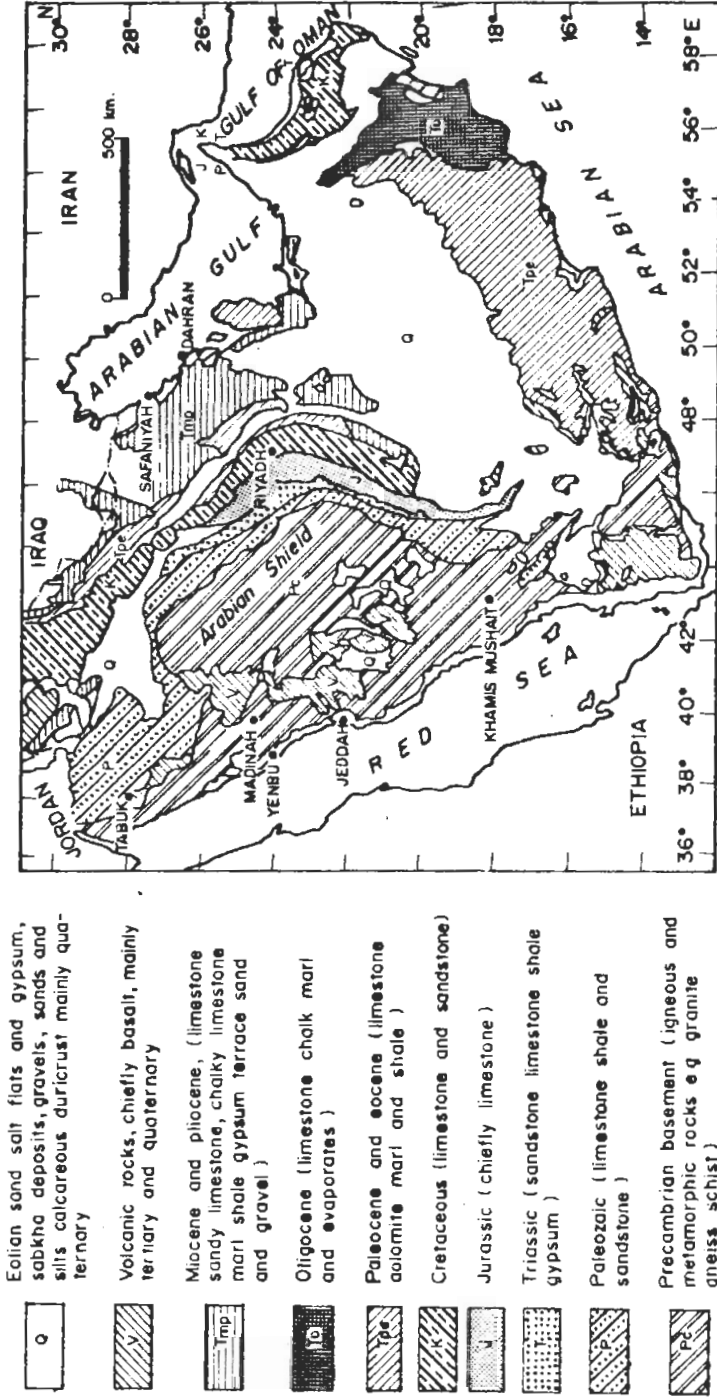 Q
Eolian sand salt flats and gypsum,
sabkha deposits, gravels, sands and
silts calcareous duricrust mainly qua-
ternary
V
Volcanic rocks, chiefly basalt, mainly
tertiary and quaternary
Tmp
Miocene and pliocene, (limestone
sandy limestone, chalky limestone
marl shale gypsum terrace sand
and gravel)
To
Oligocene (limestone chalk marl
and evaporates)
Tpe
Paleocene and eocene (limestone
dolomite marl and shale)
K
Cretaceous (limestone and sandstone)
J
Jurassic (chiefly limestone)
T
Triassic (sandstone limestone shale
gypsum)
P
Paleozoic (limestone shale and
sandstone)
Pc
Precambrian basement (igneous and
metamorphic rocks e g granite
gneiss schist)
30° N
28°
26°
24°
20°
18°
16°
14°
36°
38°
40°
42°
48°
50°
52°
54°
56°
58° E
JORDAN
IRAQ
IRAN
0 500 km.
ARABIAN GULF
GULF OF OMAN
ARABIAN SEA
RED SEA
ETHIOPIA
TABUK
SAFANIYAH
DAHRAN
RIYADH
MADINAH
YENBU
JEDDAH
KHAMIS MUSHAIT
Arabian Shield
P
Q
Tpe
Tmp
J
V
Q
Q
Q
Tpe
To
K
J
P
K
T